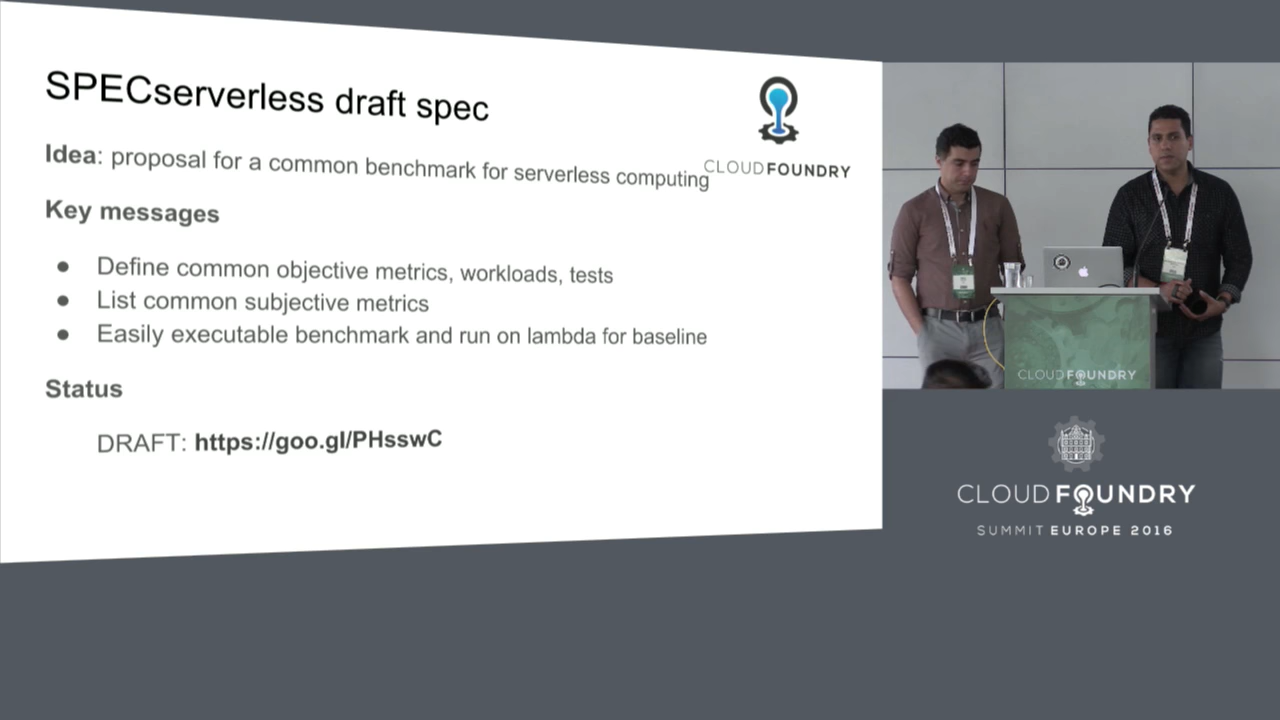 SPECserverless draft spec
Idea: proposal for a common benchmark for serverless computing
CLOUDFOUNDRY
Key messages
● Define common objective metrics, workloads, tests
● List common subjective metrics
● Easily executable benchmark and run on lambda for baseline
Status
DRAFT: https://goo.gl/PHsswC
CLOUDFOUNDRY
CLOUD FOUNDRY
SUMMIT EUROPE 2016